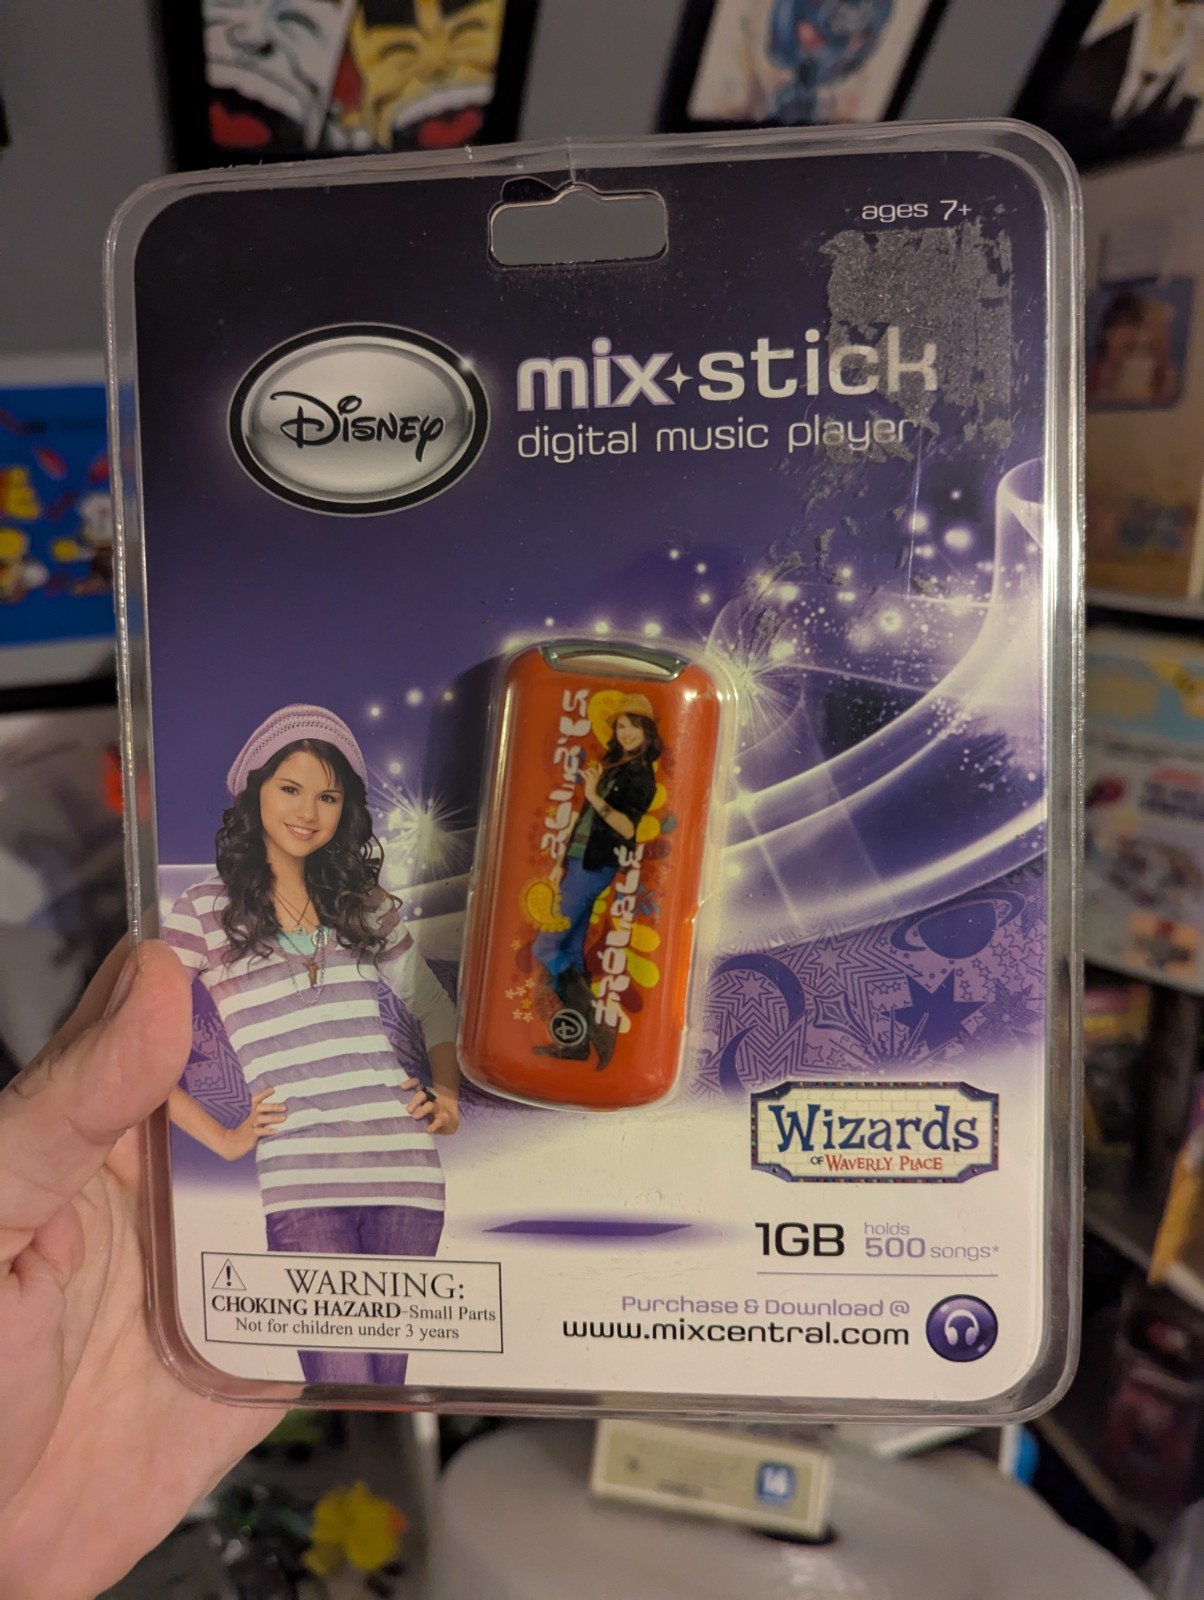 ages 7+
Disney
mix stick
digital music player
TROUBLE
Wizards
OF WAVERLY PLACE
1GB holds 500 songs*
WARNING:
CHOKING HAZARD-Small Parts
Not for children under 3 years
Purchase & Download @
www.mixcentral.com